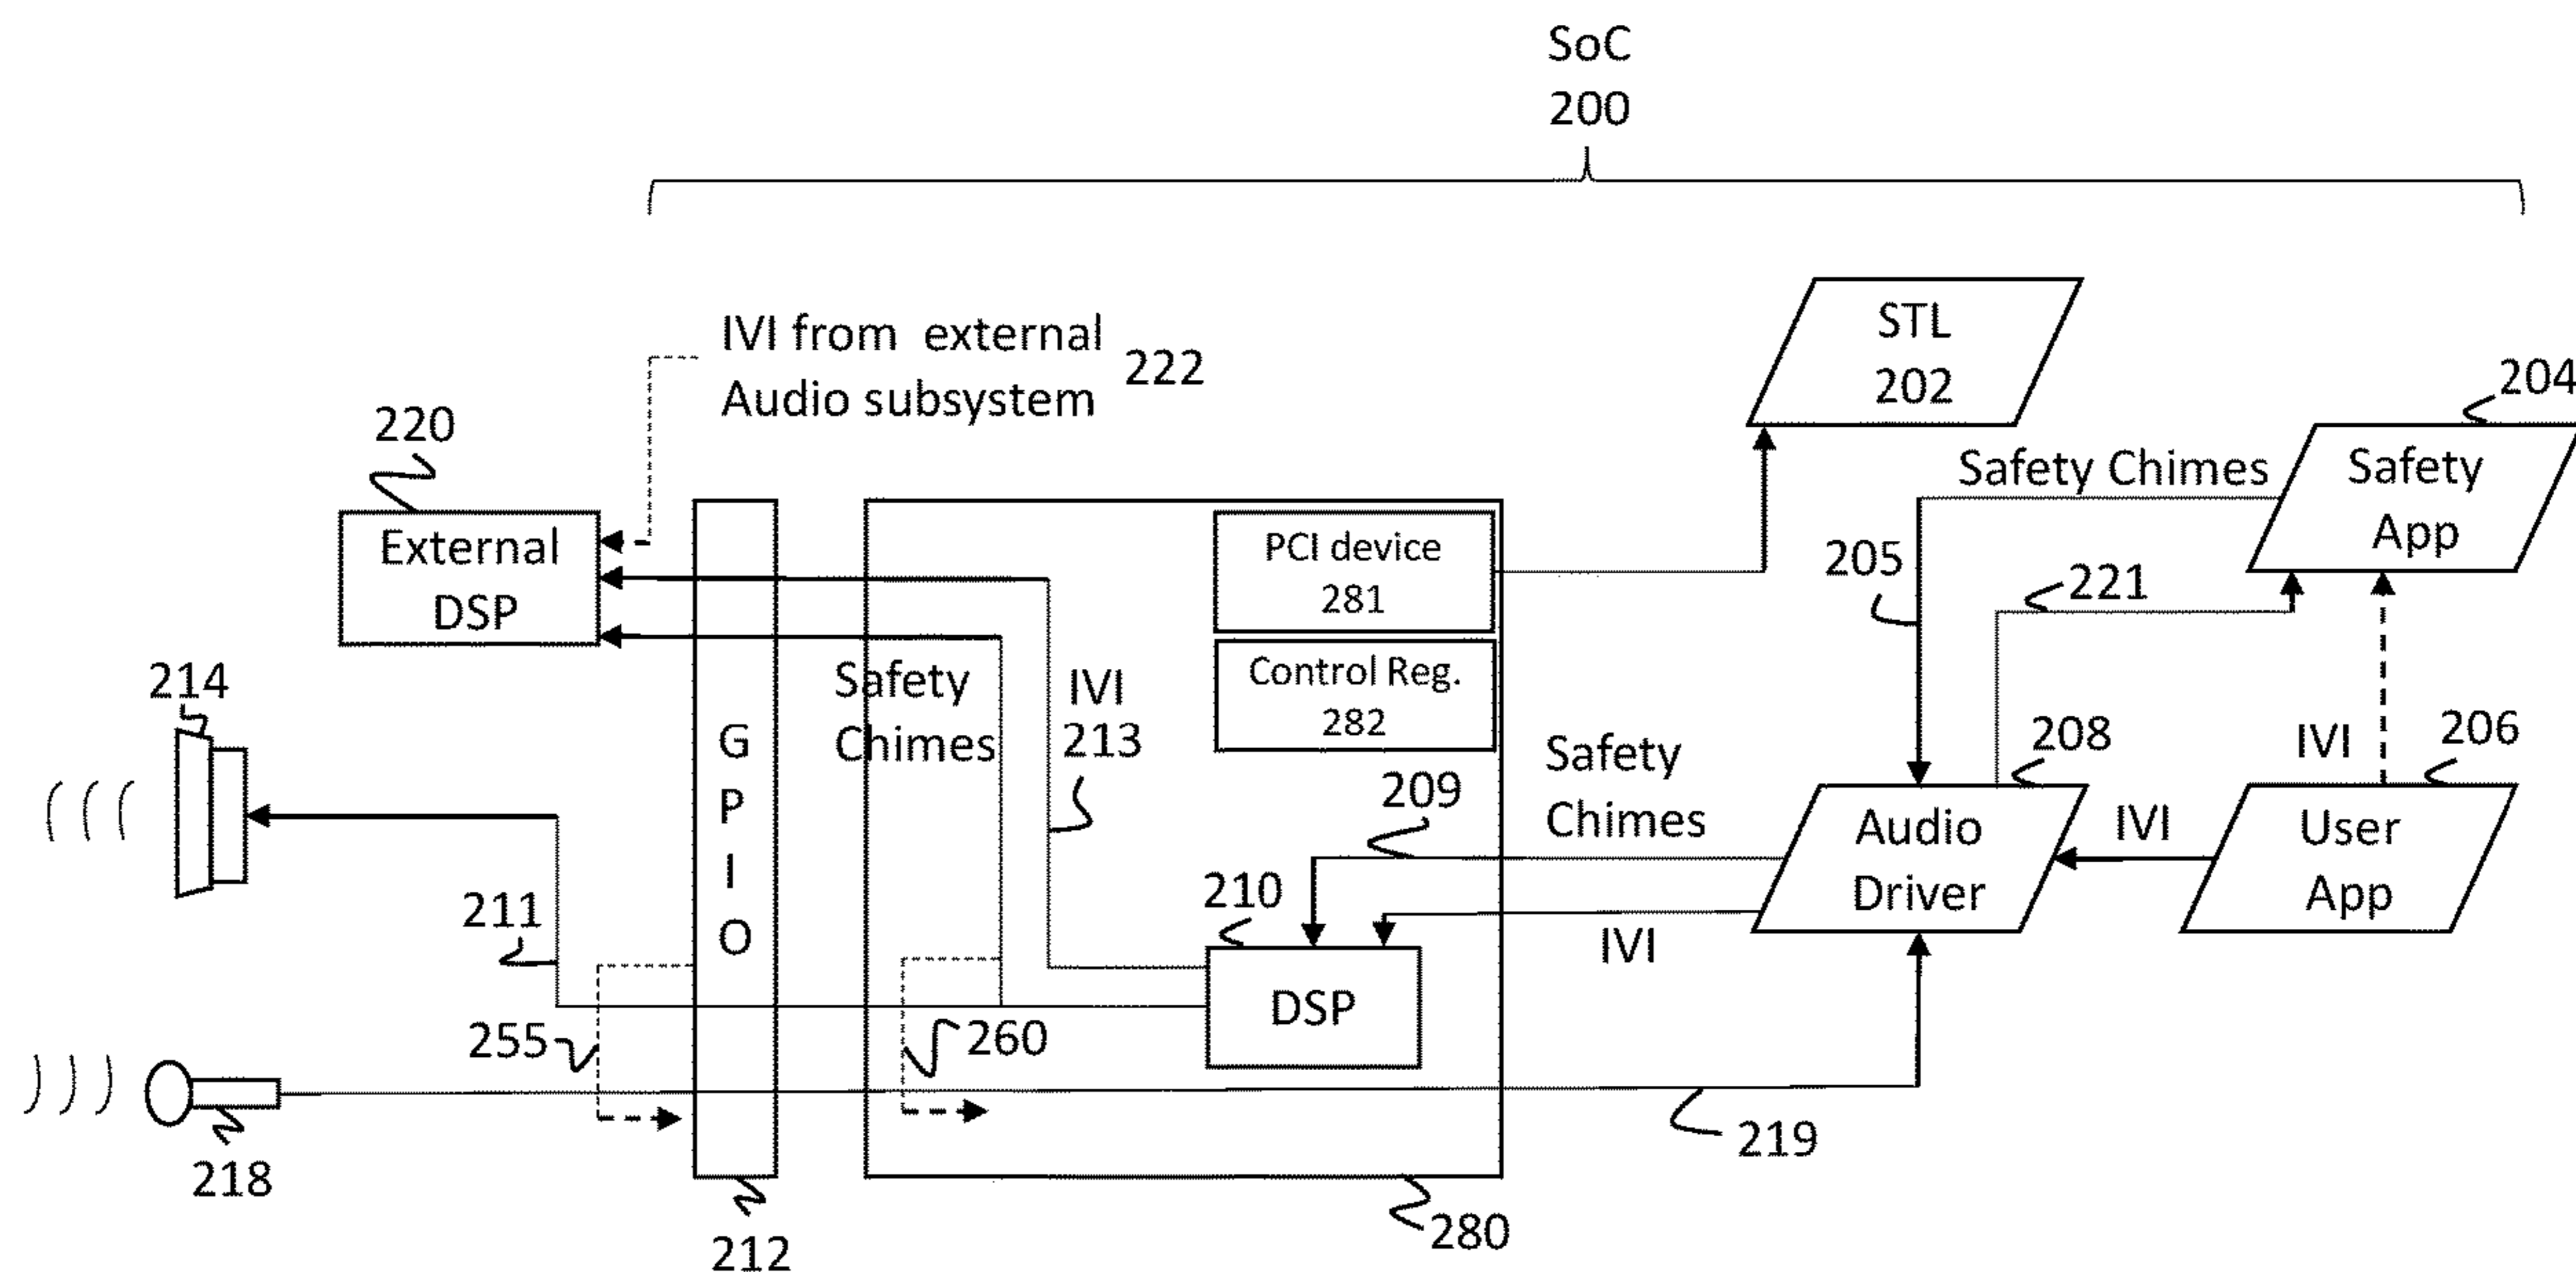 SoC
200
IVI from external
Audio subsystem
222
STL
202
204
220
Safety Chimes
Safety
App
External
DSP
PCI device
281
205
221
Control Reg.
282
214
Safety
Chimes
IVI
213
G
P
I
O
Safety
Chimes
209
208
IVI
206
Audio
Driver
IVI
User
App
211
210
IVI
DSP
255
260
219
218
212
280